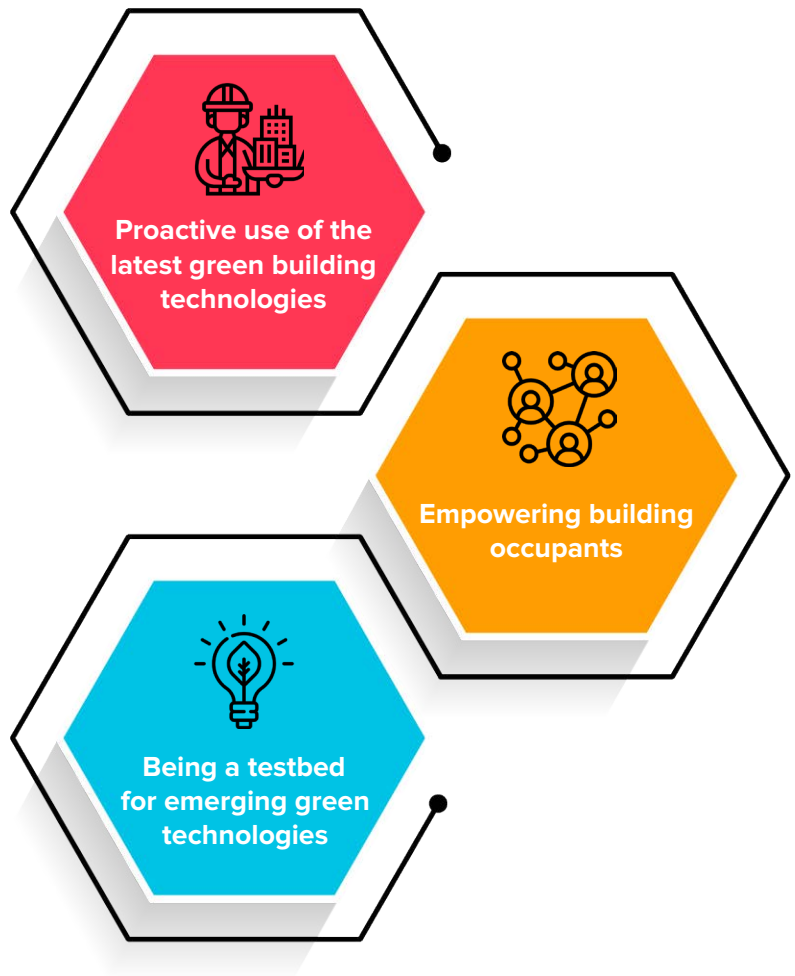 Proactive use of the
latest green building
technologies
Empowering building
occupants
Being a testbed
for emerging green
technologies